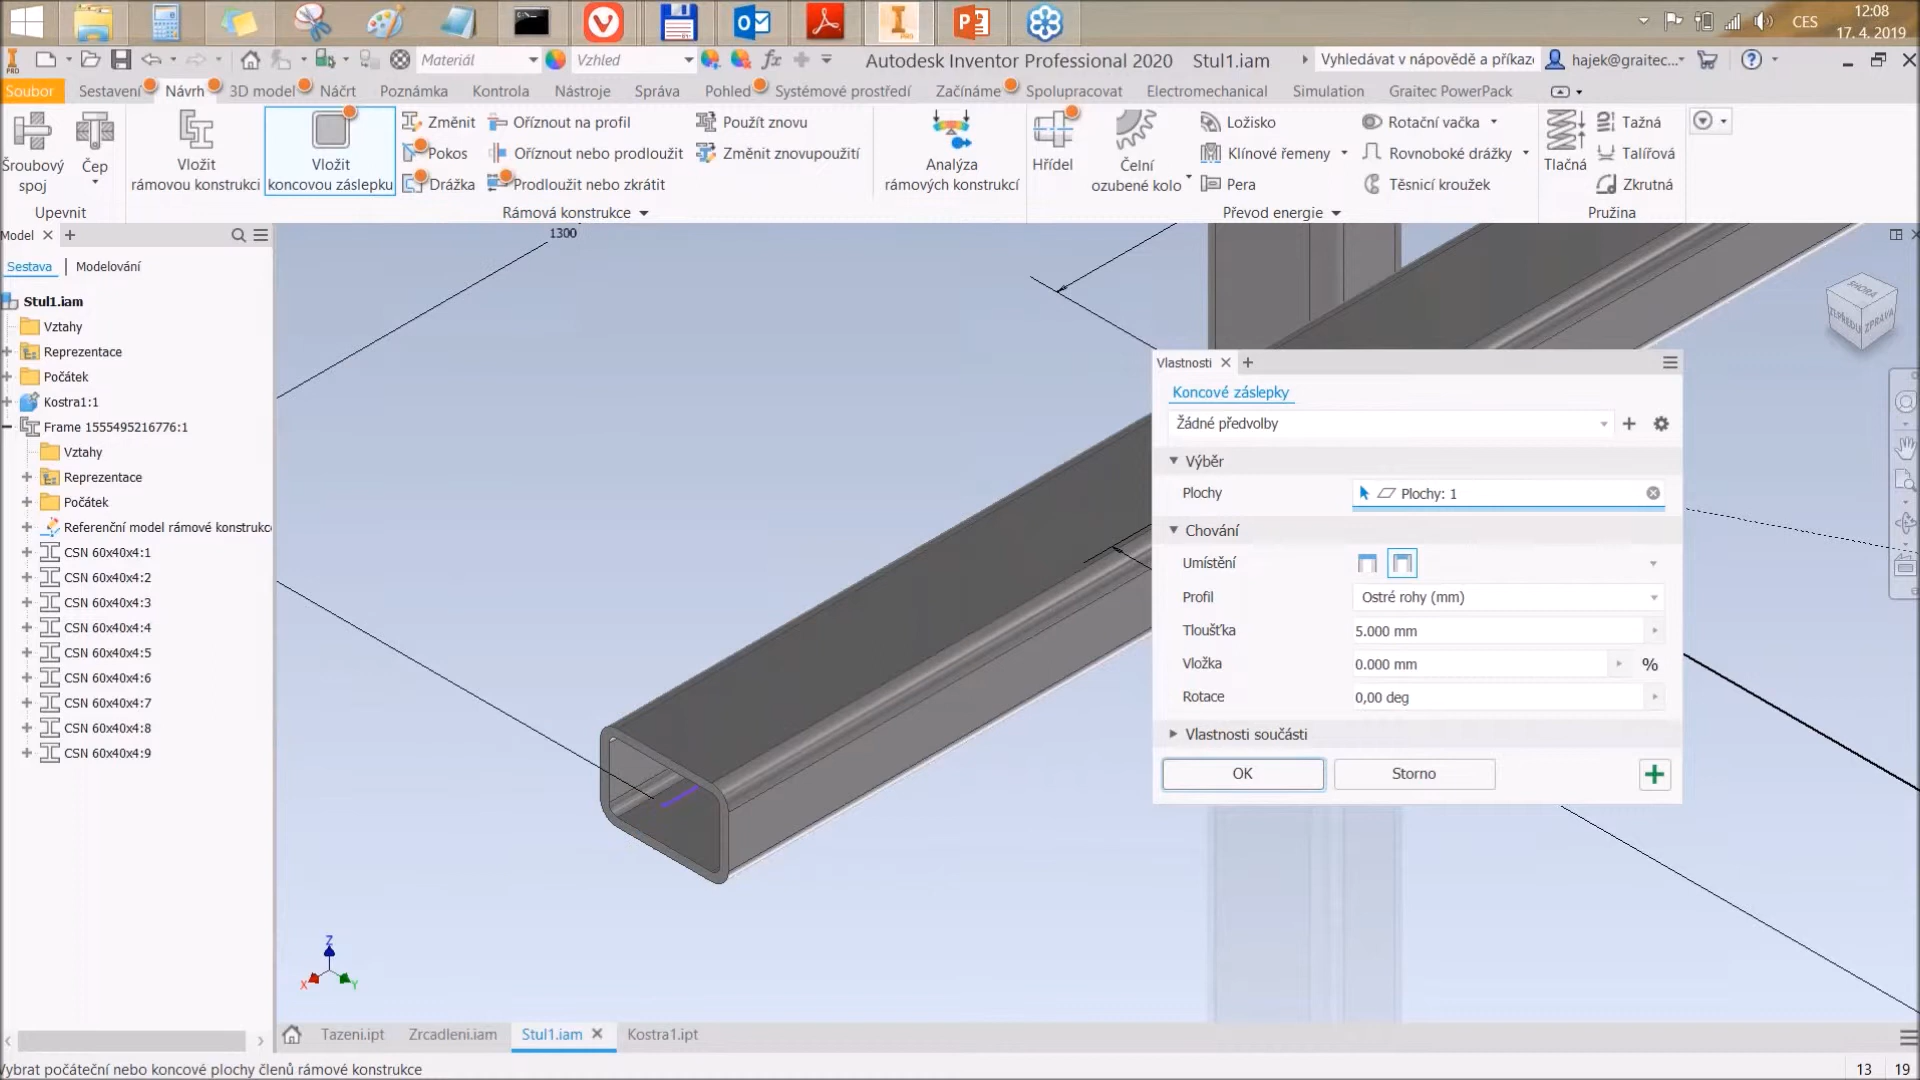 CES
12:08
17. 4. 2019
PRO
Materiál
Vzhled
fx
Autodesk Inventor Professional 2020 Stul1.iam
Vyhledávat v nápovědě a příkaz
hajek@graitec...
Soubor
Sestavení
Návrh
3D model
Náčrt
Poznámka
Kontrola
Nástroje
Správa
Pohled
Systémové prostředí
Začínáme
Spolupracovat
Electromechanical
Simulation
Graitec PowerPack
Šroubový
spoj
Čep
Vložit
rámovou konstrukci
Vložit
koncovou záslepku
Změnit
Pokos
Drážka
Oříznout na profil
Oříznout nebo prodloužit
Prodloužit nebo zkrátit
Použít znovu
Změnit znovupoužití
Analýza
rámových konstrukcí
Hřídel
Čelní
ozubené kolo
Ložisko
Klínové řemeny
Pera
Rotační vačka
Rovnoboké drážky
Těsnicí kroužek
Tlačná
Tažná
Talířová
Zkrutná
Upevnit
Rámová konstrukce
Převod energie
Pružina
Model
Sestava
Modelování
Stul1.iam
Vztahy
Reprezentace
Počátek
Kostra1:1
Frame 1555495216776:1
Vztahy
Reprezentace
Počátek
Referenční model rámové konstrukc
CSN 60x40x4:1
CSN 60x40x4:2
CSN 60x40x4:3
CSN 60x40x4:4
CSN 60x40x4:5
CSN 60x40x4:6
CSN 60x40x4:7
CSN 60x40x4:8
CSN 60x40x4:9
1300
SHORA
ZEPŘEDU
ZPRAVA
Vlastnosti
Koncové záslepky
Žádné předvolby
Výběr
Plochy
Plochy: 1
Chování
Umístění
Profil
Ostré rohy (mm)
Tloušťka
5.000 mm
Vložka
0.000 mm
%
Rotace
0,00 deg
Vlastnosti součásti
OK
Storno
Z
X
Y
Tazeni.ipt
Zrcadleni.iam
Stul1.iam
Kostra1.ipt
Vybrat počáteční nebo koncové plochy členů rámové konstrukce
13
19